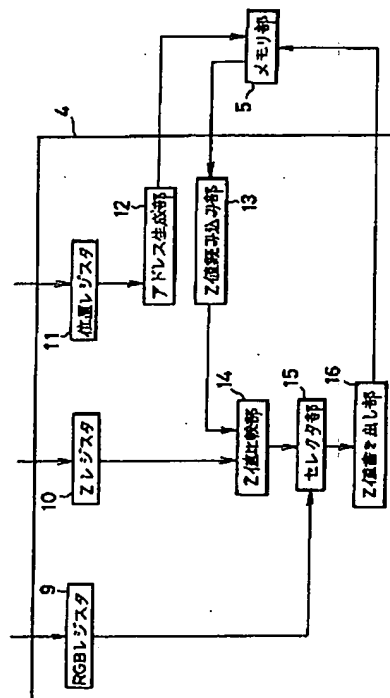 4
9
RGBレジスタ
10
Zレジスタ
11
位置レジスタ
12
アドレス生成部
5
メモリ部
13
Z値読み込み部
14
Z値比較部
15
セレクタ部
16
Z値書き出し部